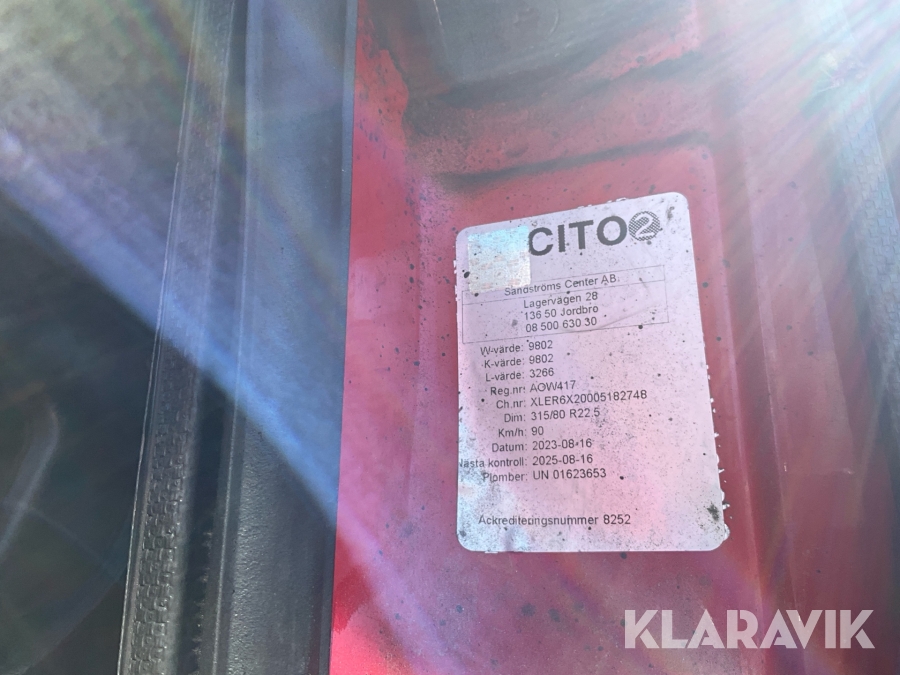 CITO2
Sandströms Center AB.
Lagervägen 28
136 50 Jordbro
08 500 630 30
W-värde: 9802
K-värde: 9802
L-värde: 3266
Reg.nr: AOW417
Ch.nr: XLER6X20005182748
Dim: 315/80 R22.5
Km/h: 90
Datum: 2023-08-16
Nästa kontroll: 2025-08-16
Plomber: UN 01623653
Ackrediteringsnummer 8252
KLARAVIK